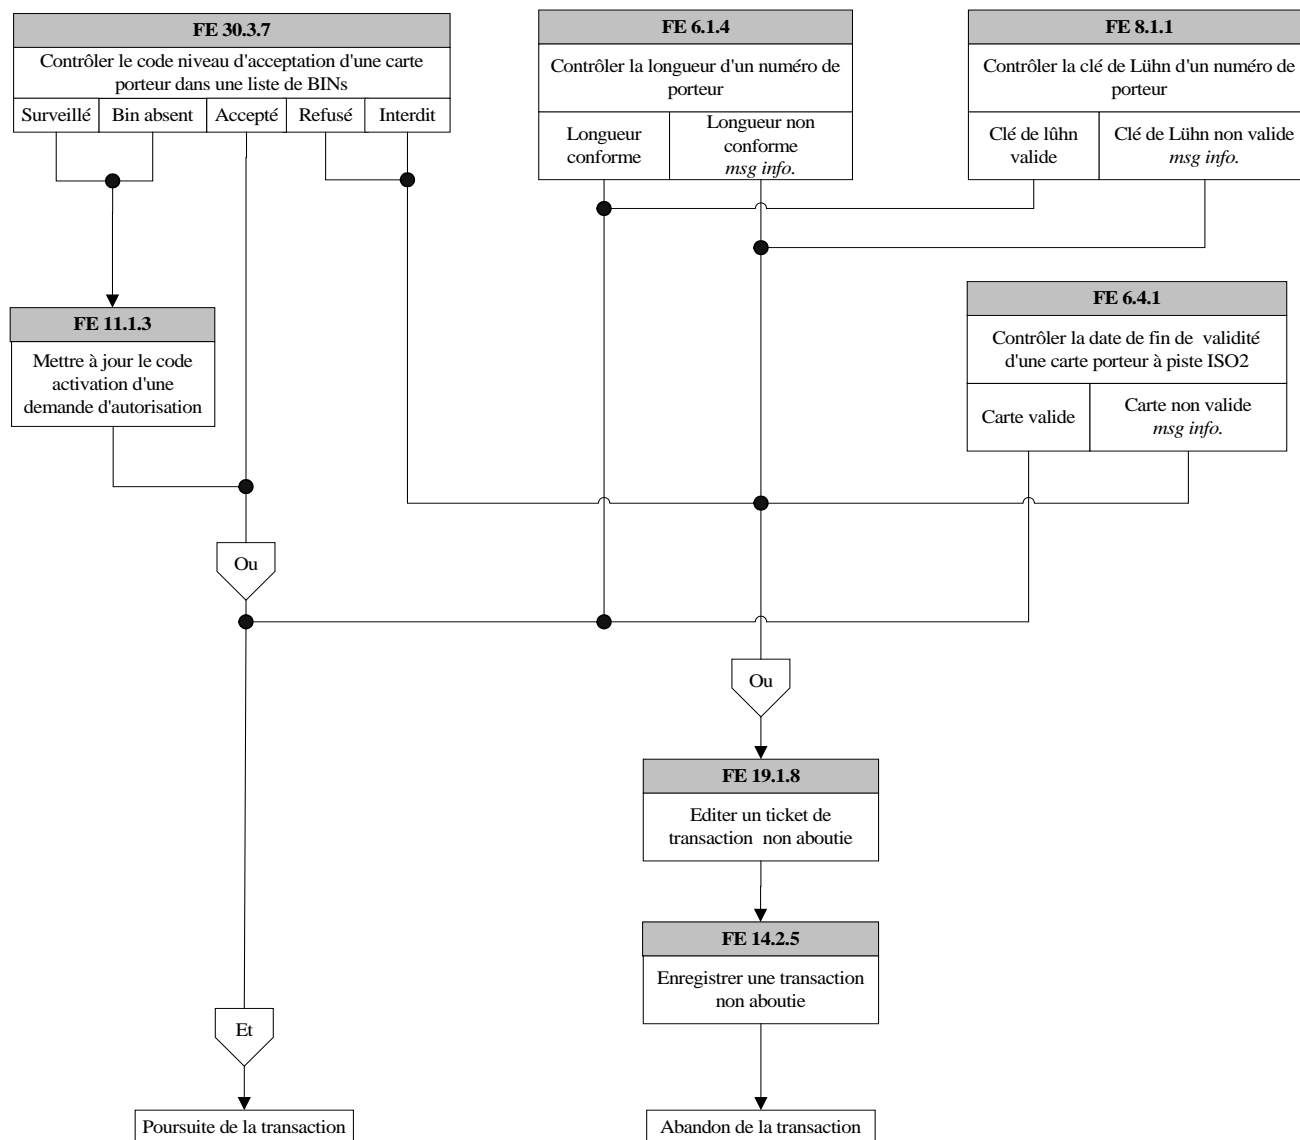 FE 30.3.7
Contrôler le code niveau d'acceptation d'une carte
porteur dans une liste de BINs
Surveillé
Bin absent
Accepté
Refusé
Interdit
FE 6.1.4
Contrôler la longueur d'un numéro de
porteur
Longueur
conforme
Longueur non
conforme
msg info.
FE 8.1.1
Contrôler la clé de Lühn d'un numéro de
porteur
Clé de lûhn
valide
Clé de Lühn non valide
msg info.
FE 11.1.3
Mettre à jour le code
activation d'une
demande d'autorisation
FE 6.4.1
Contrôler la date de fin de validité
d'une carte porteur à piste ISO2
Carte valide
Carte non valide
msg info.
Ou
Ou
FE 19.1.8
Editer un ticket de
transaction non aboutie
FE 14.2.5
Enregistrer une transaction
non aboutie
Et
Poursuite de la transaction
Abandon de la transaction